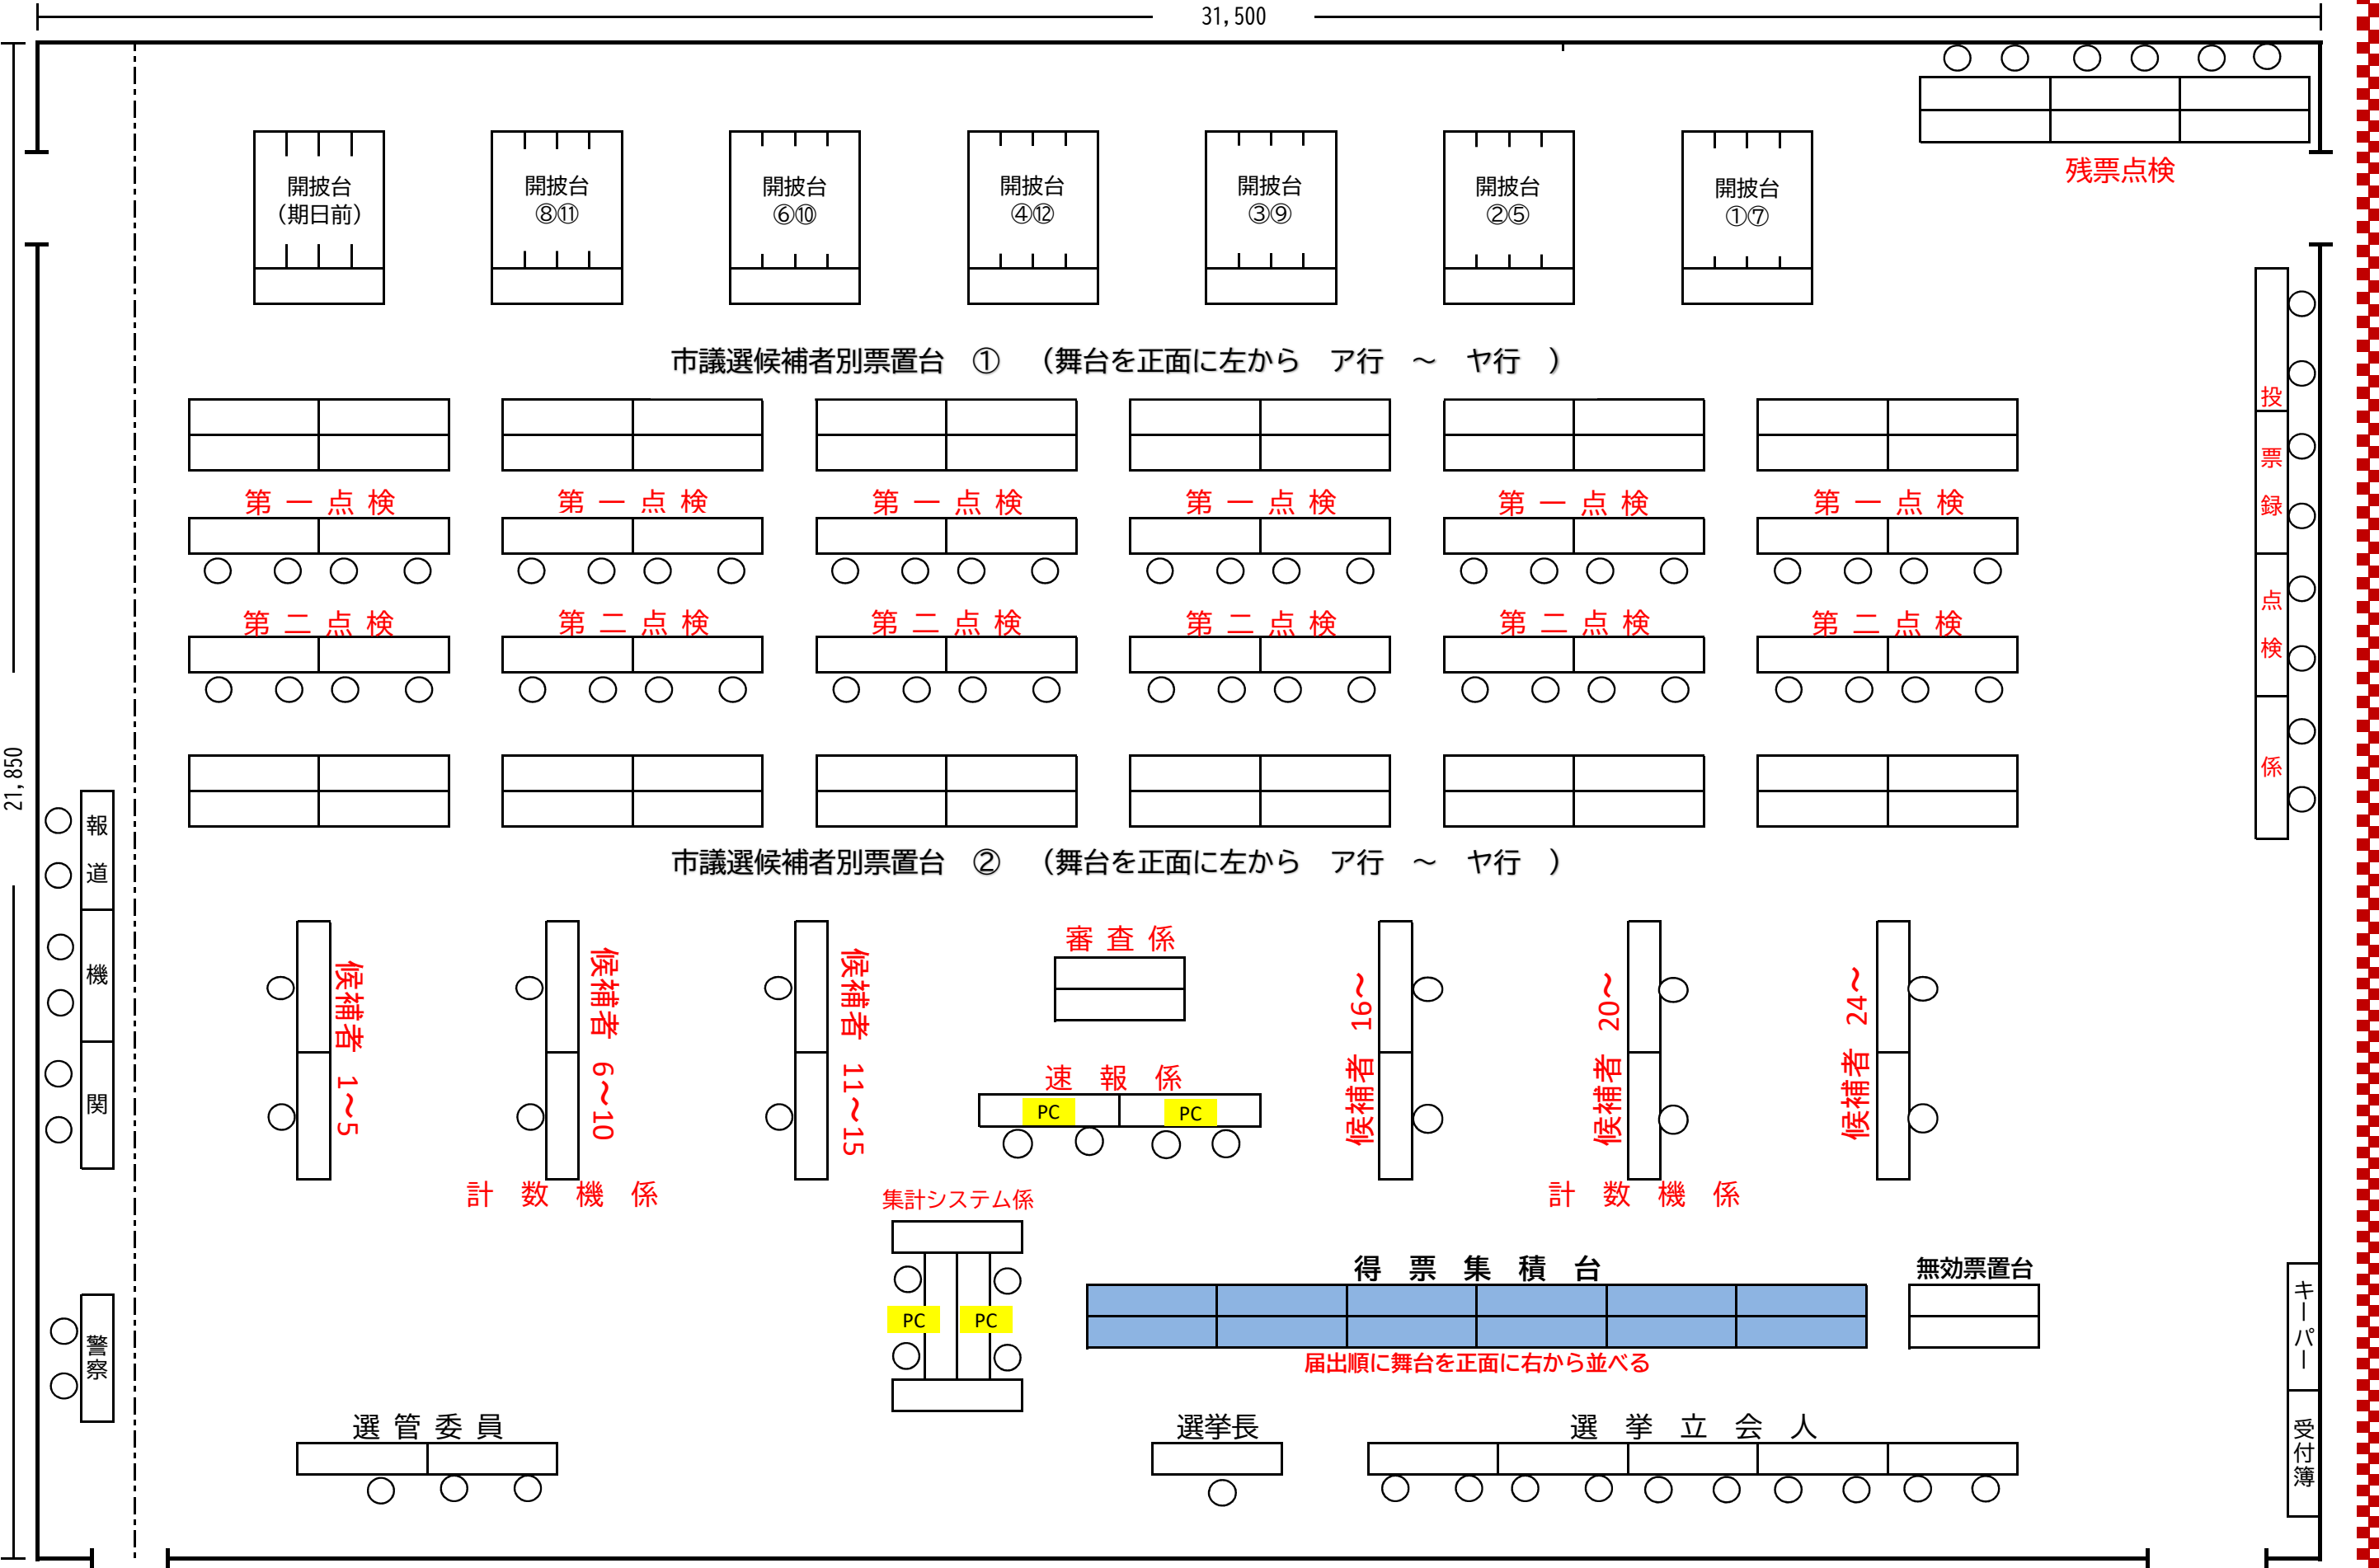 31,500
21,850
開披台
（期日前）
開披台
⑧⑪
開披台
⑥⑩
開披台
④⑫
開披台
③⑨
開披台
②⑤
開披台
①⑦
残票点検
市議選候補者別票置台　①　（舞台を正面に左から　ア行　～　ヤ行　）
第一点検
第一点検
第一点検
第一点検
第一点検
第一点検
第二点検
第二点検
第二点検
第二点検
第二点検
第二点検
投票録点検係
市議選候補者別票置台　②　（舞台を正面に左から　ア行　～　ヤ行　）
報道機関
候補者 1～5
候補者 6～10
候補者 11～15
計数機係
審査係
速報係
PC
PC
候補者 16～
候補者 20～
候補者 24～
計数機係
集計システム係
PC
PC
得票集積台
届出順に舞台を正面に右から並べる
無効票置台
警察
キーパー
受付簿
選管委員
選挙長
選挙立会人